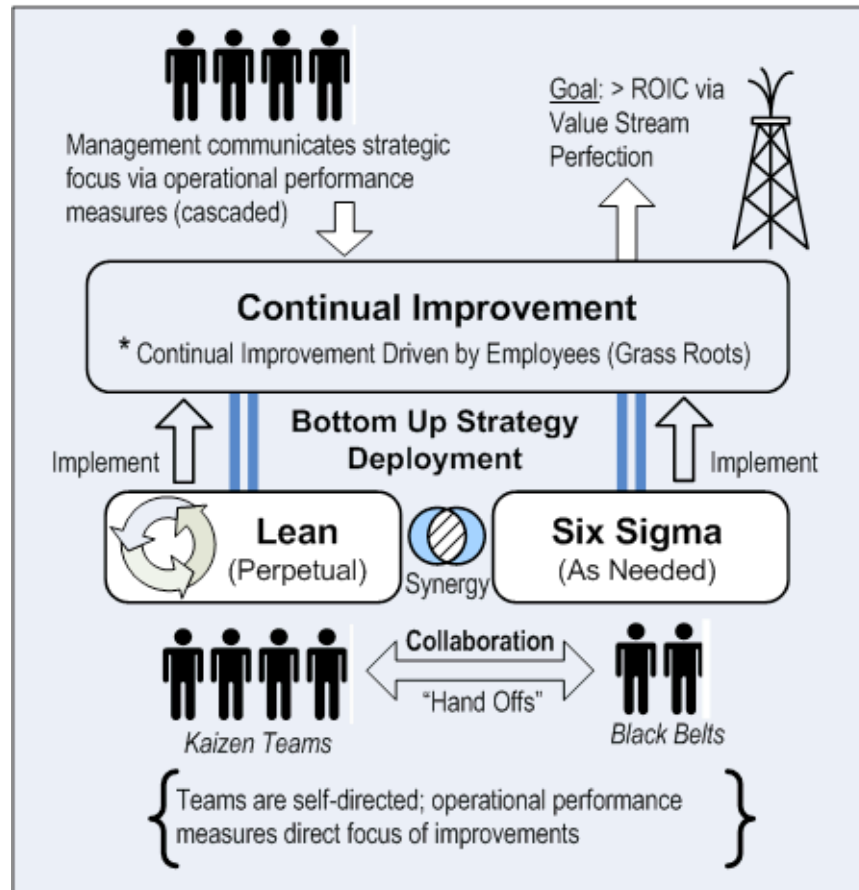 Management communicates strategic
focus via operational performance
measures (cascaded)
Goal: > ROIC via
Value Stream
Perfection
Continual Improvement
* Continual Improvement Driven by Employees (Grass Roots)
Bottom Up Strategy
Deployment
Implement
Implement
Lean
(Perpetual)
Synergy
Six Sigma
(As Needed)
Collaboration
“Hand Offs”
Kaizen Teams
Black Belts
Teams are self-directed; operational performance
measures direct focus of improvements